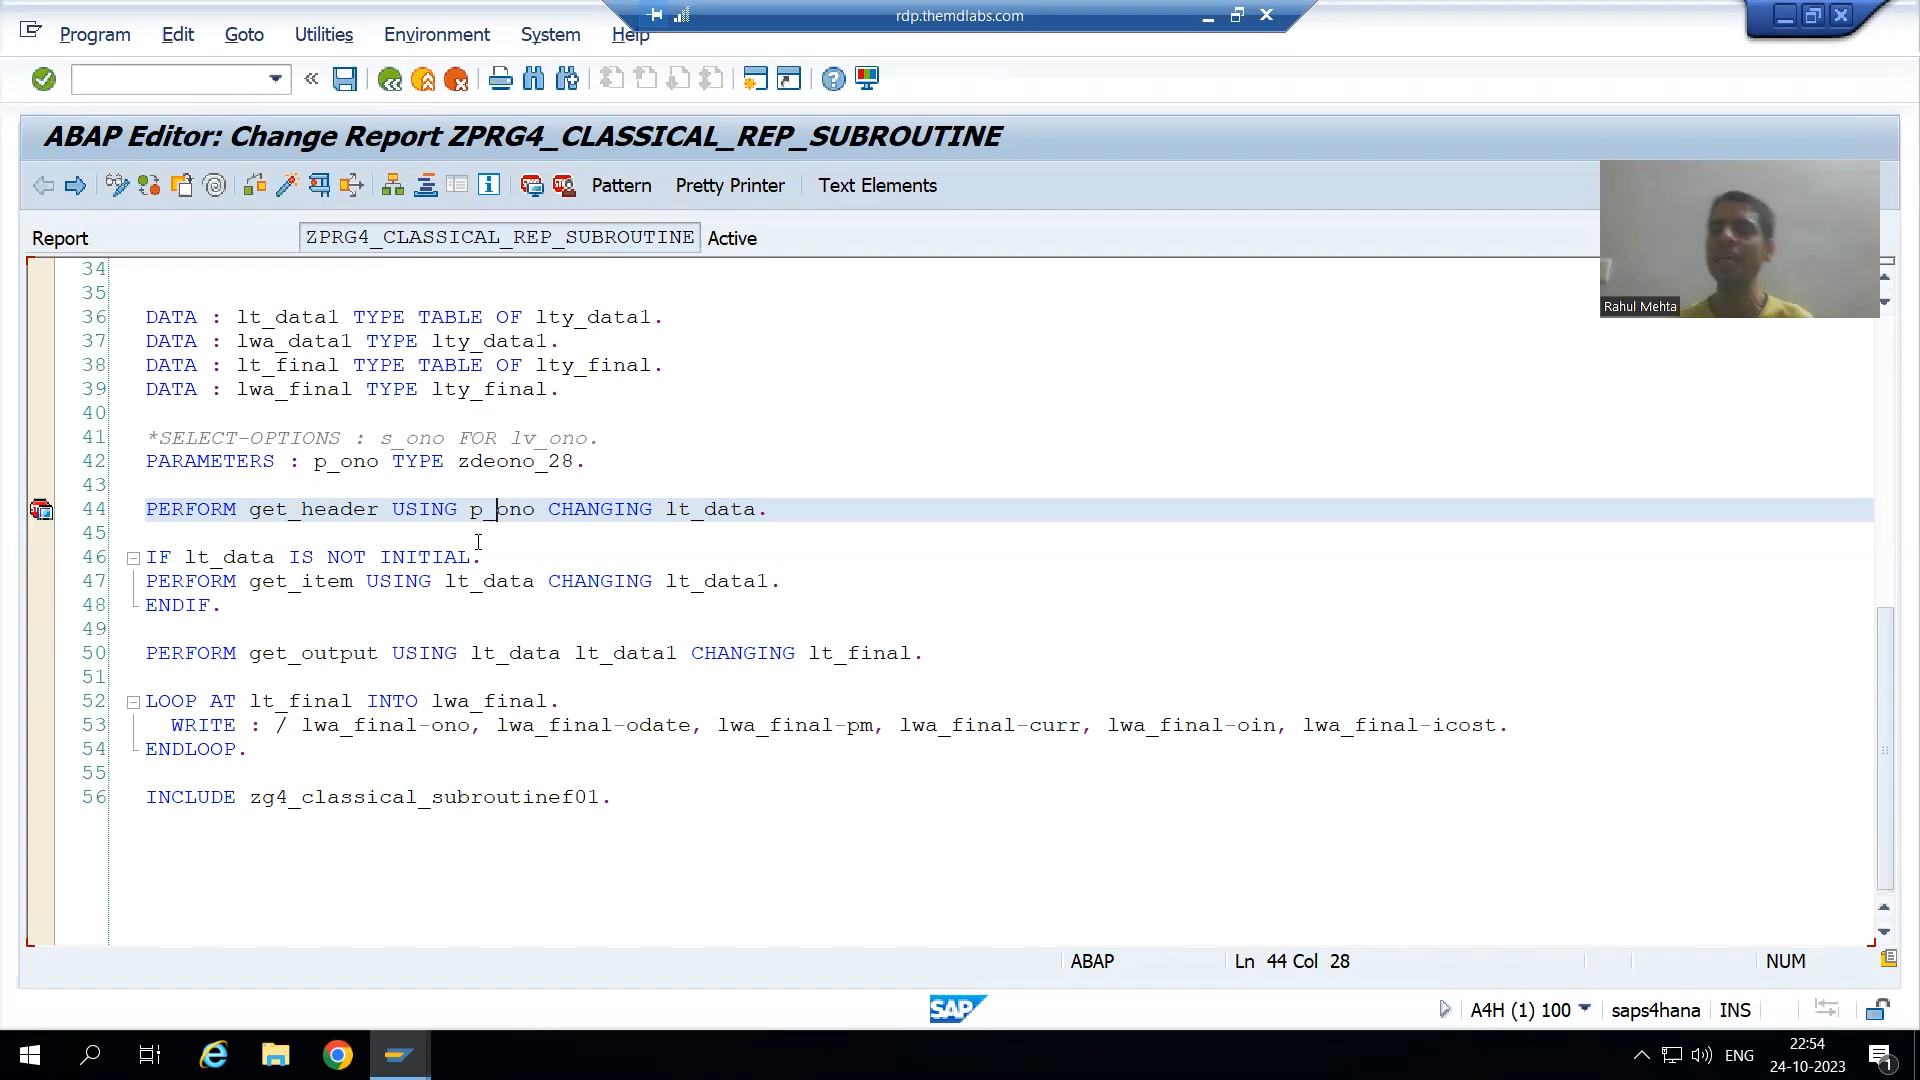 rdp.themdlabs.com
Program Edit Goto Utilities Environment System Help
ABAP Editor: Change Report ZPRG4_CLASSICAL_REP_SUBROUTINE
Pattern Pretty Printer Text Elements
Report ZPRG4_CLASSICAL_REP_SUBROUTINE Active
Rahul Mehta
34
35
36 DATA : lt_data1 TYPE TABLE OF lty_data1.
37 DATA : lwa_data1 TYPE lty_data1.
38 DATA : lt_final TYPE TABLE OF lty_final.
39 DATA : lwa_final TYPE lty_final.
40
41 *SELECT-OPTIONS : s_ono FOR lv_ono.
42 PARAMETERS : p_ono TYPE zdeono_28.
43
44 PERFORM get_header USING p_ono CHANGING lt_data.
45
46 IF lt_data IS NOT INITIAL.
47 PERFORM get_item USING lt_data CHANGING lt_data1.
48 ENDIF.
49
50 PERFORM get_output USING lt_data lt_data1 CHANGING lt_final.
51
52 LOOP AT lt_final INTO lwa_final.
53 WRITE : / lwa_final-ono, lwa_final-odate, lwa_final-pm, lwa_final-curr, lwa_final-oin, lwa_final-icost.
54 ENDLOOP.
55
56 INCLUDE zg4_classical_subroutinef01.
ABAP Ln 44 Col 28 NUM
SAP A4H (1) 100 saps4hana INS
ENG 22:54
24-10-2023
1